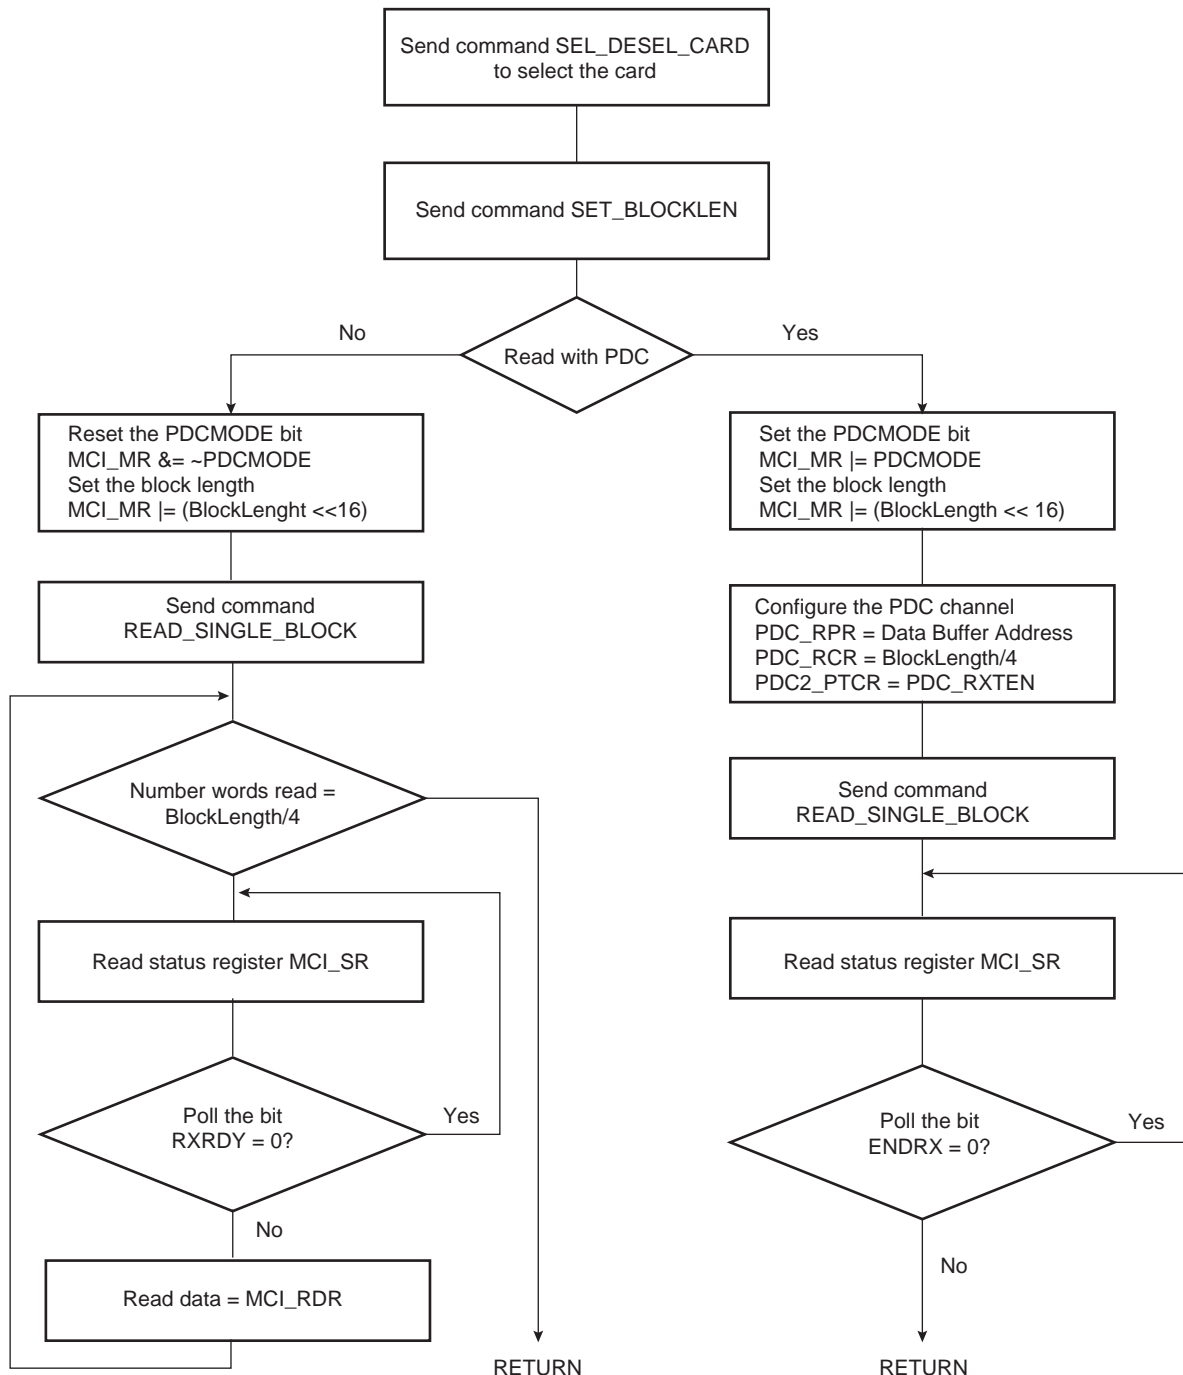 Send command SEL_DESEL_CARD
to select the card
Send command SET_BLOCKLEN
No
Yes
Read with PDC
Reset the PDCMODE bit
MCI_MR &= ~PDCMODE
Set the block length
MCI_MR |= (BlockLenght <<16)
Set the PDCMODE bit
MCI_MR |= PDCMODE
Set the block length
MCI_MR |= (BlockLength << 16)
Send command
READ_SINGLE_BLOCK
Configure the PDC channel
PDC_RPR = Data Buffer Address
PDC_RCR = BlockLength/4
PDC2_PTCR = PDC_RXTEN
Number words read =
BlockLength/4
Send command
READ_SINGLE_BLOCK
Read status register MCI_SR
Read status register MCI_SR
Poll the bit
RXRDY = 0?
Yes
Poll the bit
ENDRX = 0?
Yes
No
No
Read data = MCI_RDR
RETURN
RETURN